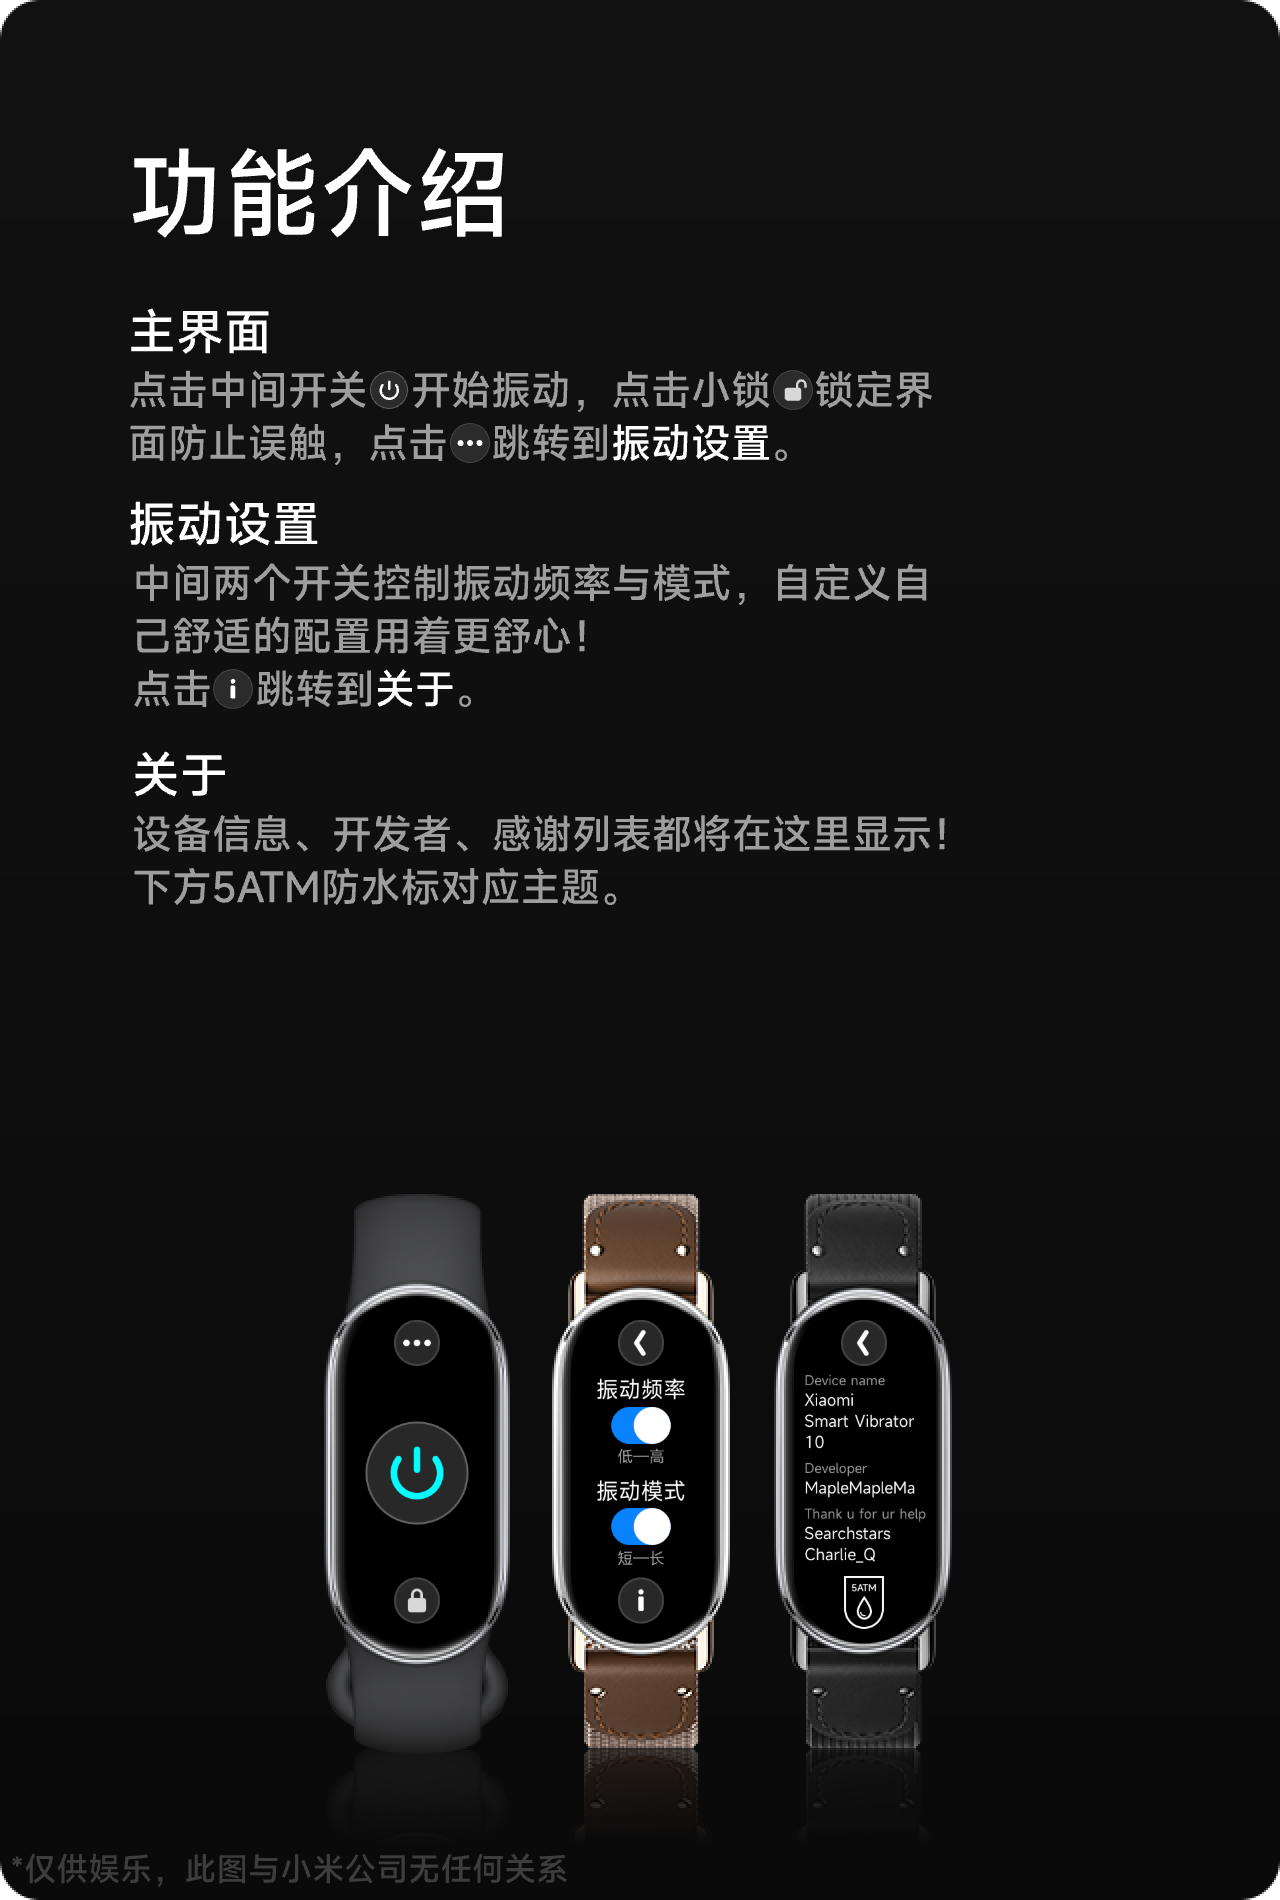 功能介绍
主界面
点击中间开关开始振动，点击小锁锁定界
面防止误触，点击跳转到振动设置。
振动设置
中间两个开关控制振动频率与模式，自定义自
己舒适的配置用着更舒心！
点击跳转到关于。
关于
设备信息、开发者、感谢列表都将在这里显示！
下方5ATM防水标对应主题。
振动频率
低—高
振动模式
短—长
Device name
Xiaomi
Smart Vibrator
10
Developer
MapleMapleMa
Thank u for ur help
Searchstars
Charlie_Q
5ATM
*仅供娱乐，此图与小米公司无任何关系